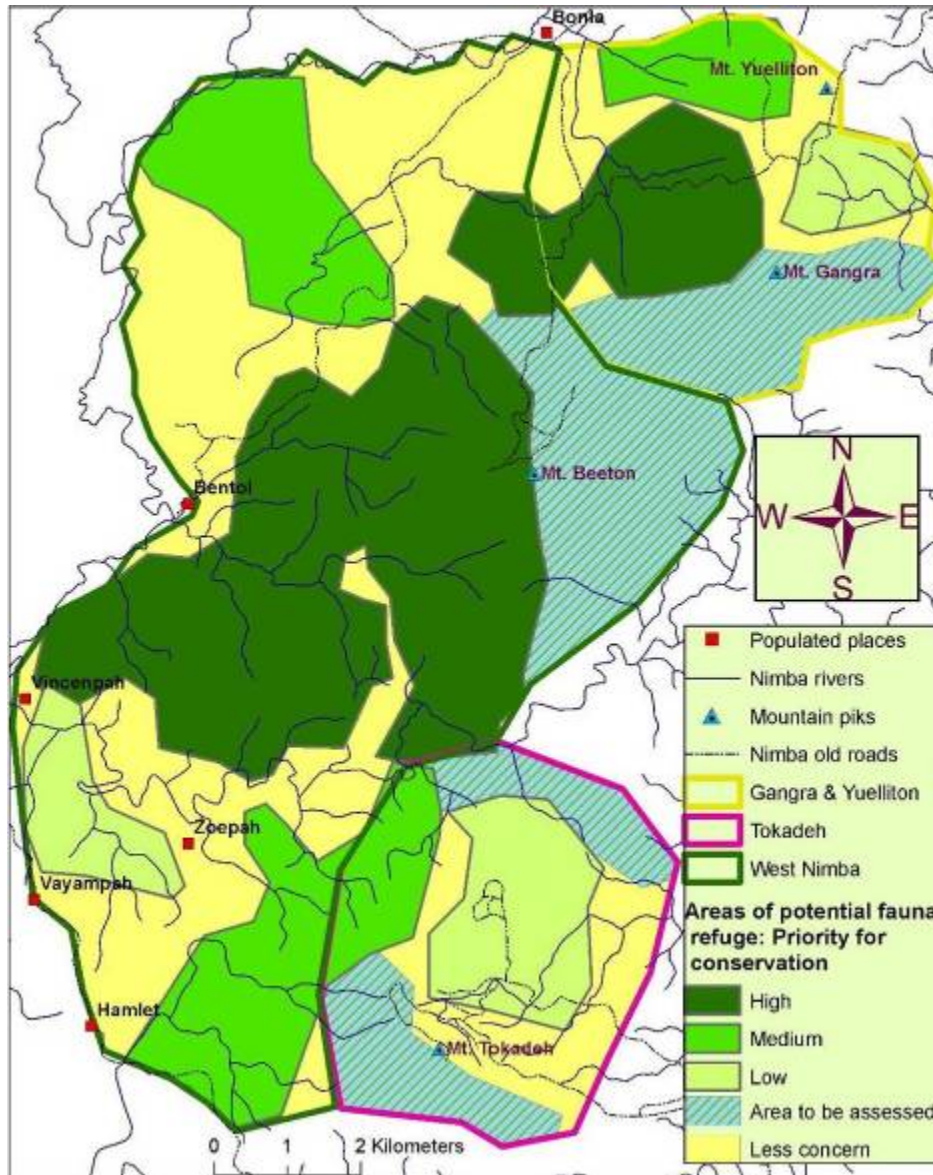 Bonla
Mt. Yuelliton
Mt. Gangra
Mt. Beeton
Bentol
N
W E
S
Vincenpah
Zoepah
Vayampah
Hamlet
Mt. Tokadeh
0 1 2 Kilometers
Populated places
Nimba rivers
Mountain piks
Nimba old roads
Gangra & Yuelliton
Tokadeh
West Nimba
Areas of potential fauna
refuge: Priority for
conservation
High
Medium
Low
Area to be assessed
Less concern